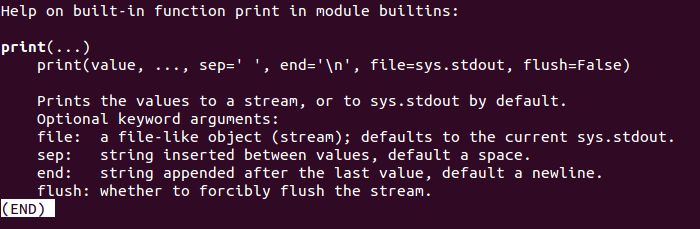 Help on built-in function print in module builtins:
print(...)
print(value, ..., sep=' ', end='\n', file=sys.stdout, flush=False)
Prints the values to a stream, or to sys.stdout by default.
Optional keyword arguments:
file:  a file-like object (stream); defaults to the current sys.stdout.
sep:   string inserted between values, default a space.
end:   string appended after the last value, default a newline.
flush: whether to forcibly flush the stream.
(END)